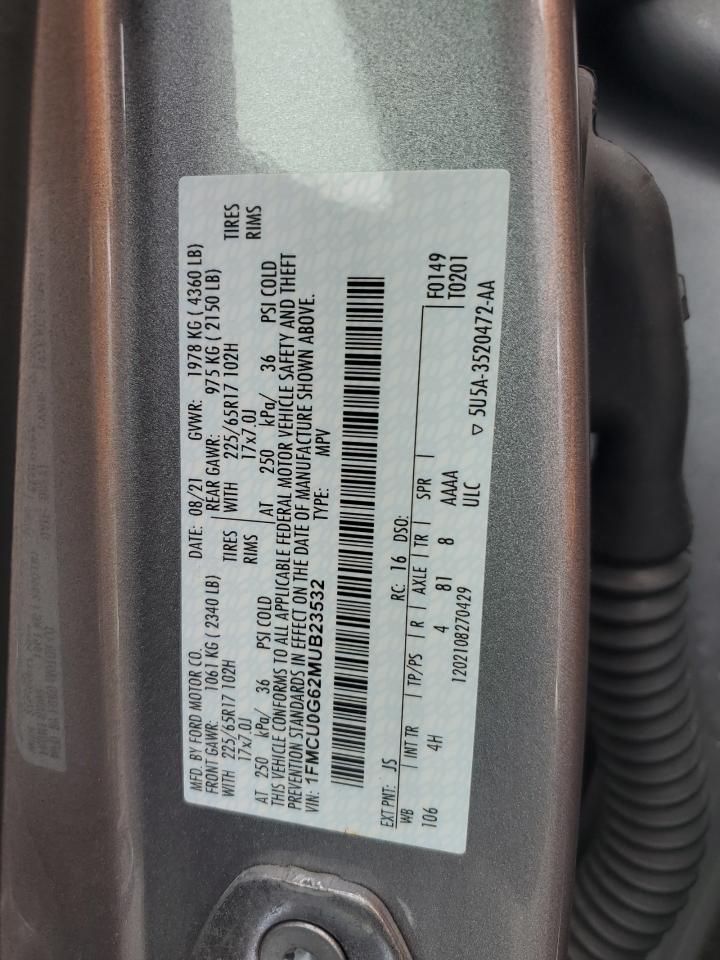 MFD BY FORD MOTOR CO. DATE: 08/21 GVWR: 1978 KG ( 4360 LB)
FRONT GAWR: 1061 KG ( 2340 LB) REAR GAWR: 975 KG ( 2150 LB)
WITH 225/65R17 102H TIRES WITH 225/65R17 102H TIRES
17x7.0J RIMS 17x7.0J RIMS
AT 250 kPa/ 36 PSI COLD AT 250 kPa/ 36 PSI COLD
THIS VEHICLE CONFORMS TO ALL APPLICABLE FEDERAL MOTOR VEHICLE SAFETY AND THEFT
PREVENTION STANDARDS IN EFFECT ON THE DATE OF MANUFACTURE SHOWN ABOVE.
VIN: 1FMCU0G62MUB23532 TYPE: MPV
EXT PNT: JS RC: 16 DSO: F0149
WB INT TR TP/PS R AXLE TR SPR T0201
106 4H 4 81 8 AAAA
1202108270429 ULC ▽ 5U5A-3520472-AA